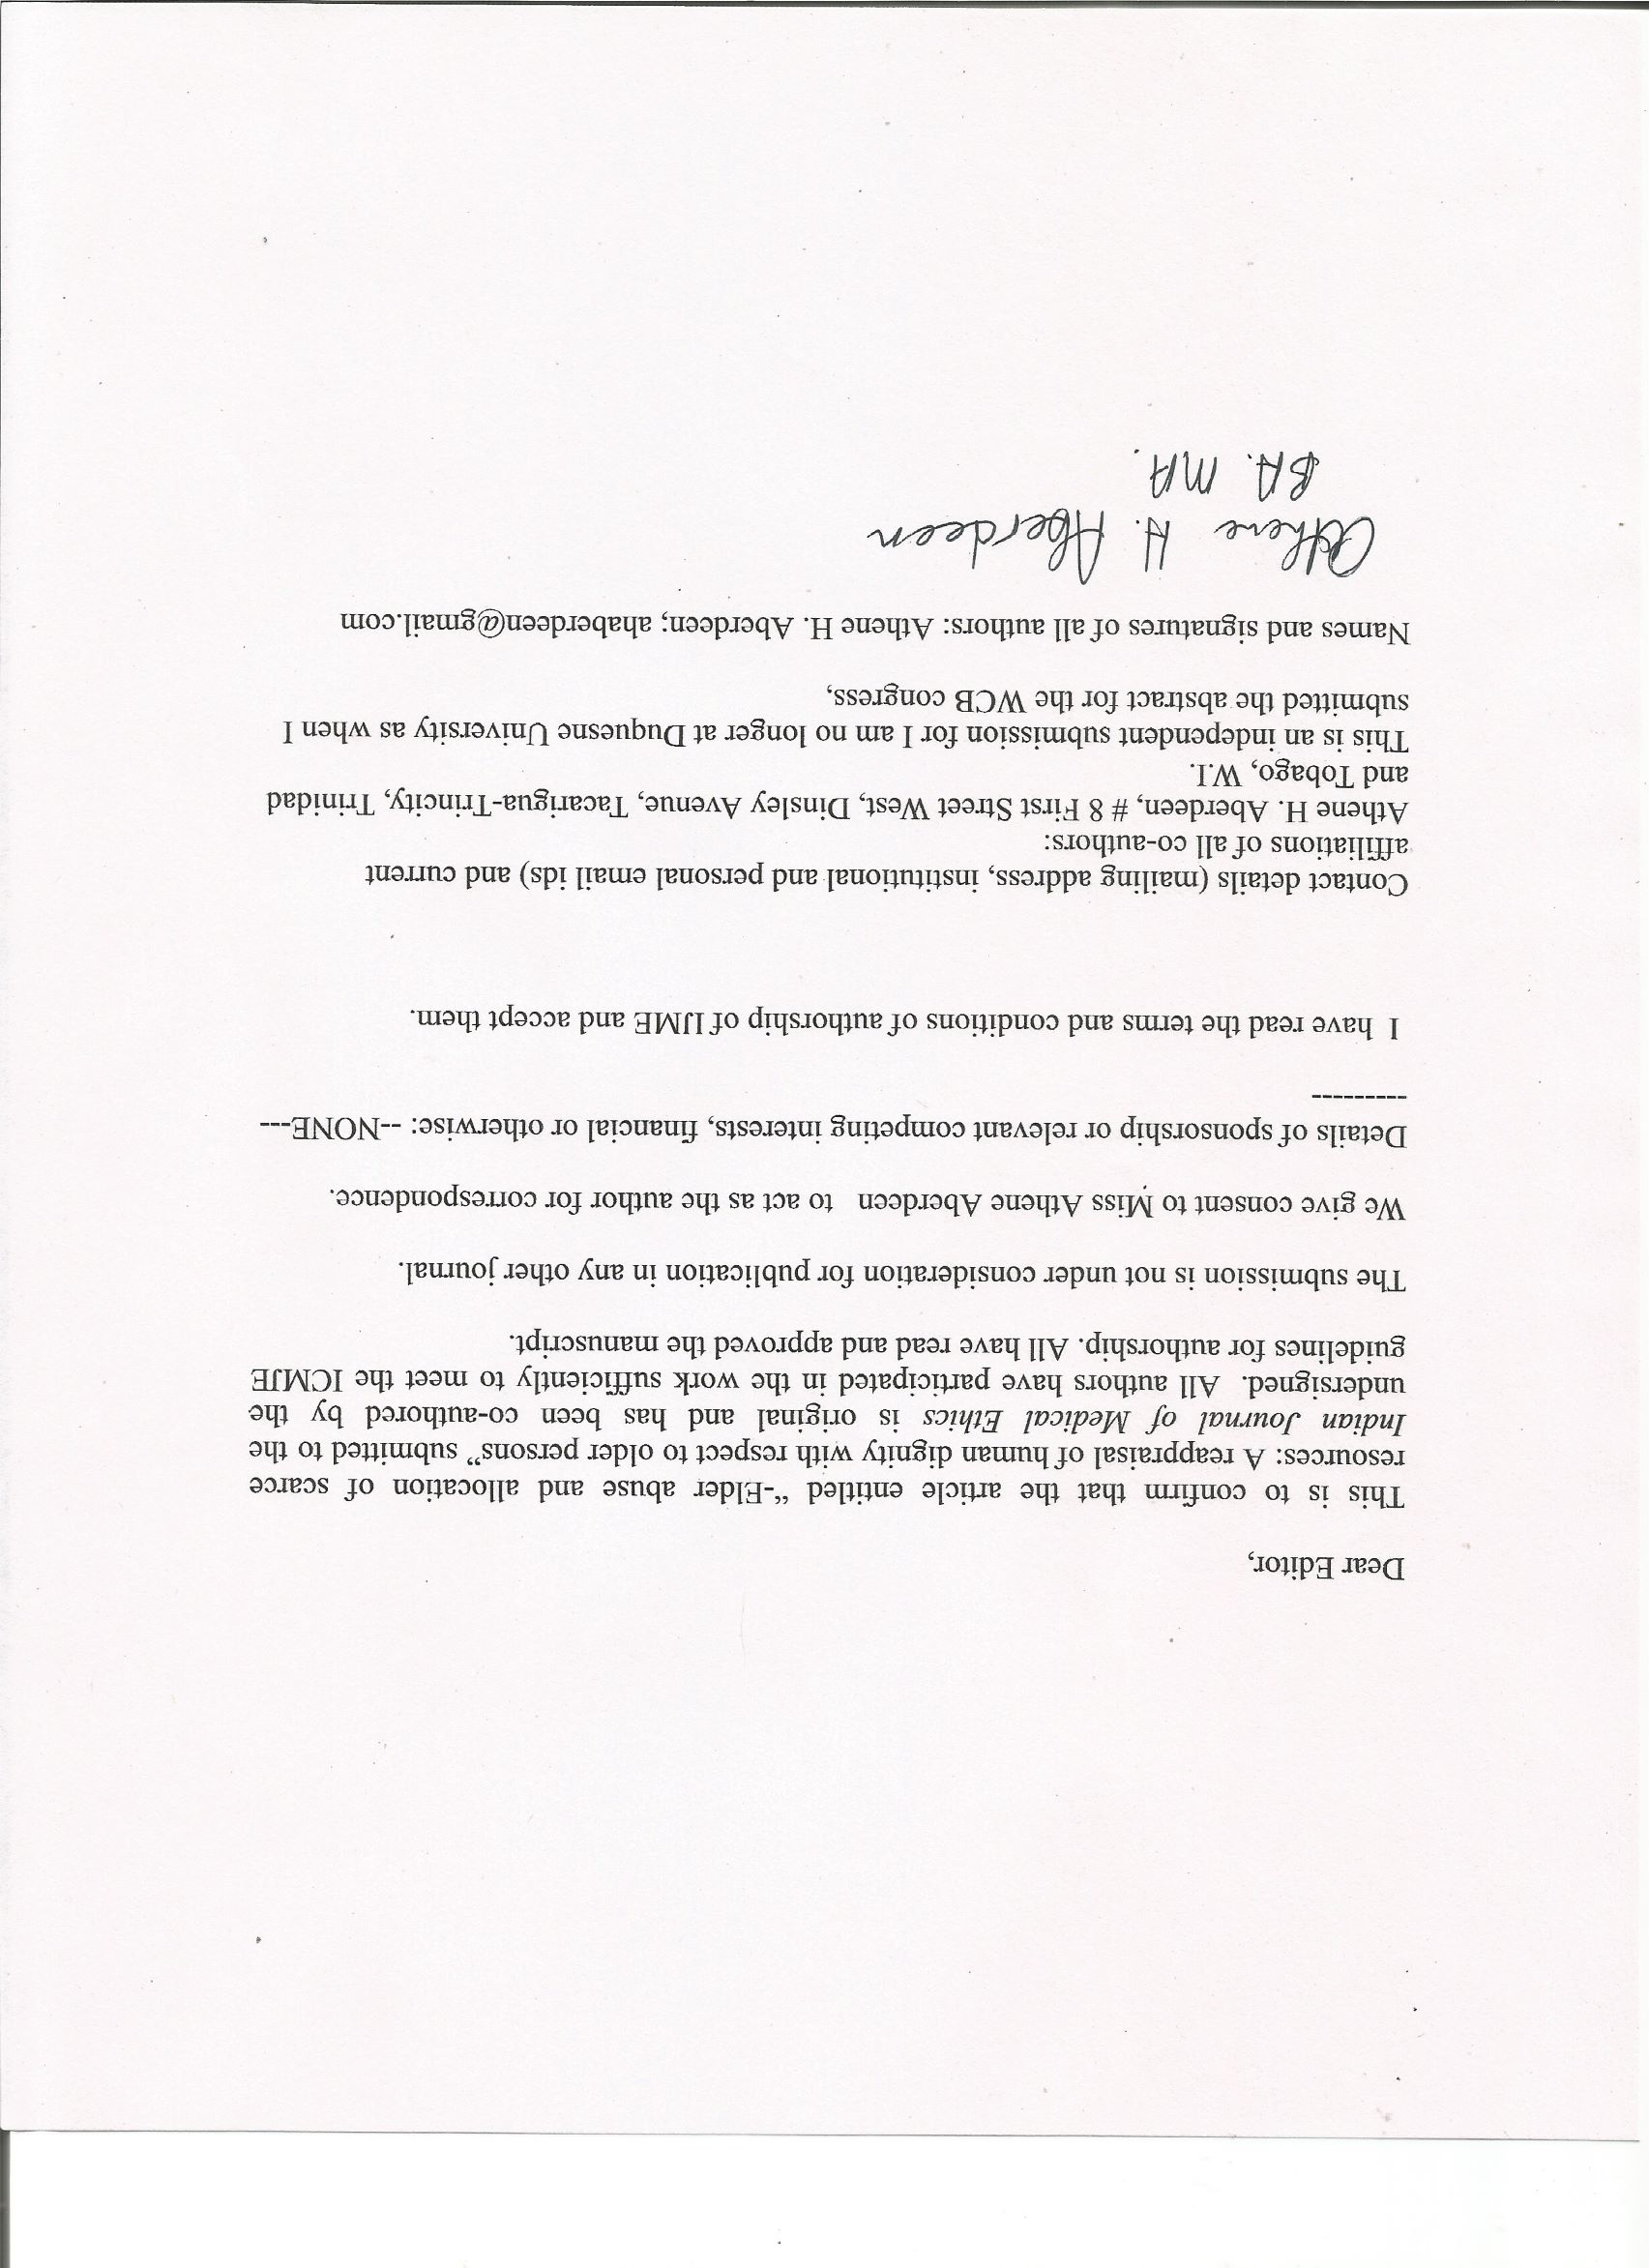 Dear Editor,
This is to confirm that the article entitled “-Elder abuse and allocation of scarce
resources: A reappraisal of human dignity with respect to older persons” submitted to the
Indian Journal of Medical Ethics is original and has been co-authored by the
undersigned. All authors have participated in the work sufficiently to meet the ICMJE
guidelines for authorship. All have read and approved the manuscript.
The submission is not under consideration for publication in any other journal.
We give consent to Miss Athene Aberdeen to act as the author for correspondence.
Details of sponsorship or relevant competing interests, financial or otherwise: --NONE---
---------
I have read the terms and conditions of authorship of IJME and accept them.
Contact details (mailing address, institutional and personal email ids) and current
affiliations of all co-authors:
Athene H. Aberdeen, # 8 First Street West, Dinsley Avenue, Tacarigua-Trincity, Trinidad
and Tobago, W.I.
This is an independent submission for I am no longer at Duquesne University as when I
submitted the abstract for the WCB congress,
Names and signatures of all authors: Athene H. Aberdeen; ahaberdeen@gmail.com
Athene H. Aberdeen
BA. MA.